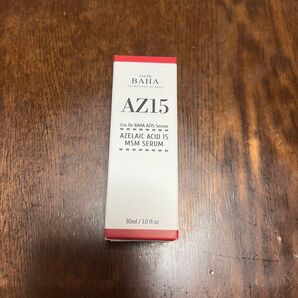 Cos De
BAHA
AZ15
Cos De BAHA AZ15 Serum
AZELAIC ACID 15
MSM SERUM
30ml / 1.0 fl oz